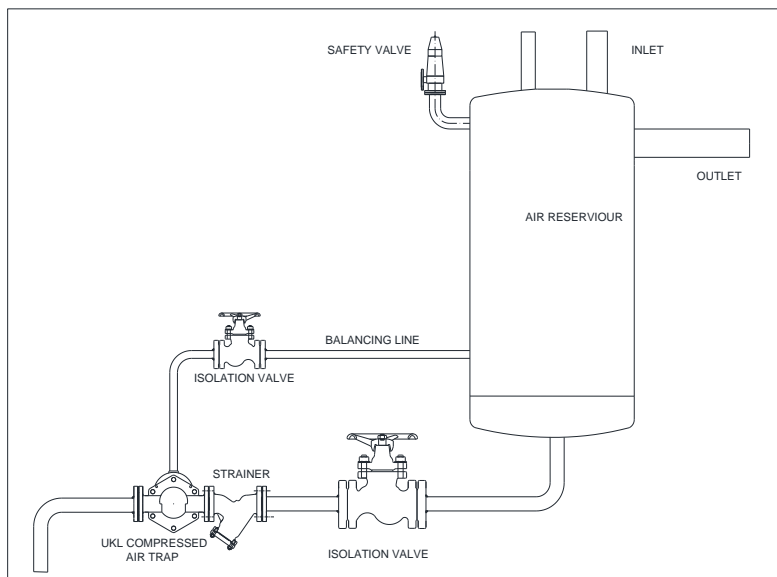 SAFETY VALVE
INLET
OUTLET
AIR RESERVIOUR
BALANCING LINE
ISOLATION VALVE
STRAINER
UKL COMPRESSED
AIR TRAP
ISOLATION VALVE